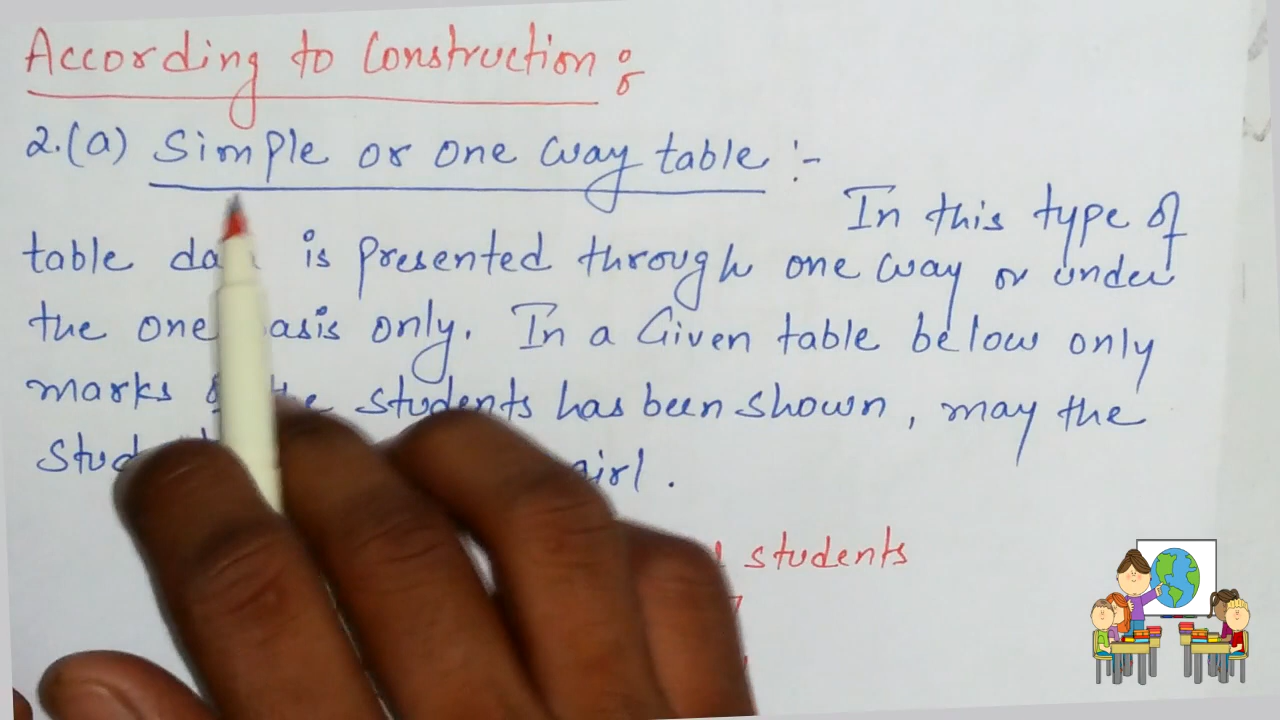 According to Construction :
2.(a) Simple or one way table :-
In this type of
table is presented through one way or under
the one only. In a Given table below only
marks the students has been shown, may the
girl.
students